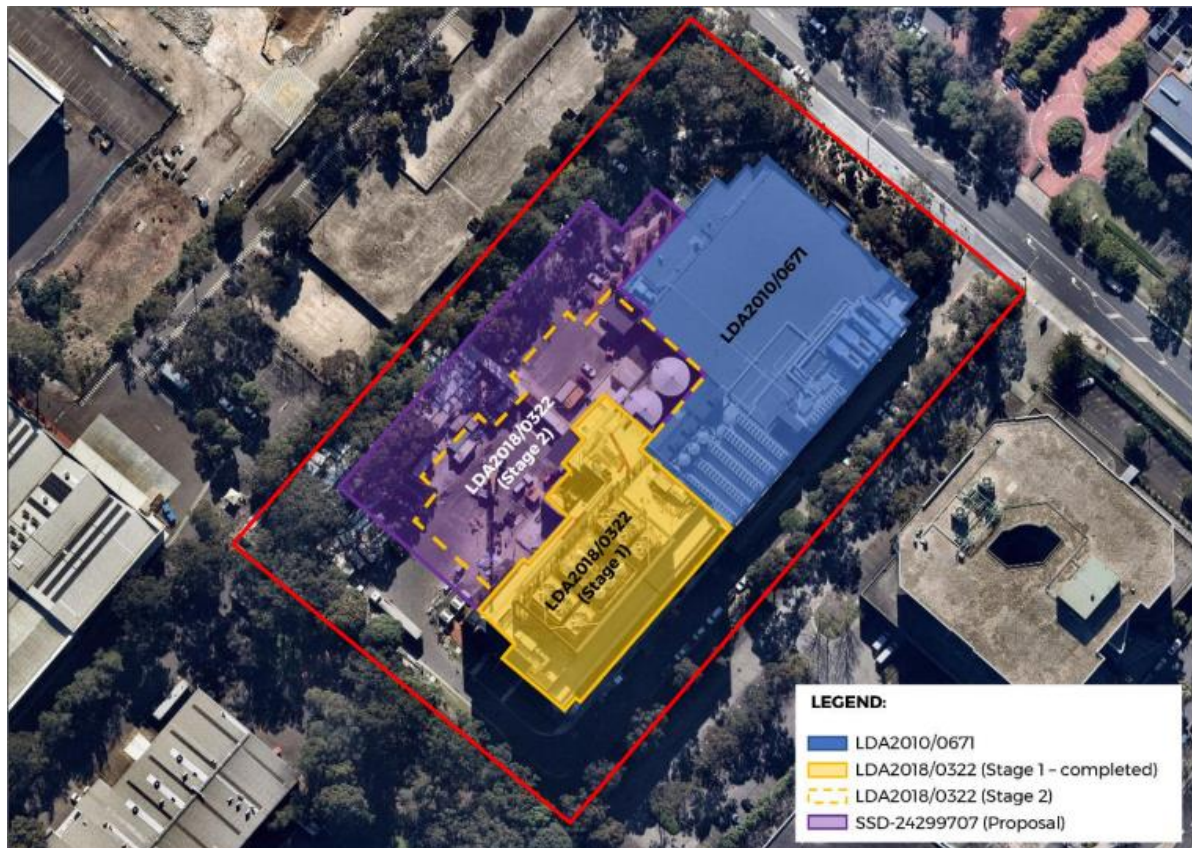 LDA2010/0671
LDA2018/0322
(Stage 2)
LDA2018/0322
(Stage 1)
LEGEND:
LDA2010/0671
LDA2018/0322 (Stage 1 – completed)
LDA2018/0322 (Stage 2)
SSD-24299707 (Proposal)